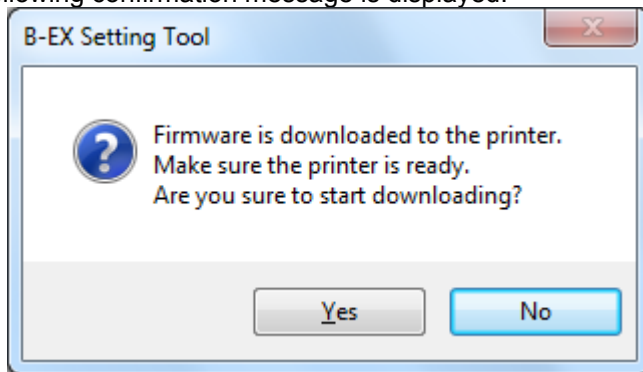 lowing confirmation message is displayed.
B-EX Setting Tool
Firmware is downloaded to the printer.
Make sure the printer is ready.
Are you sure to start downloading?
Yes
No